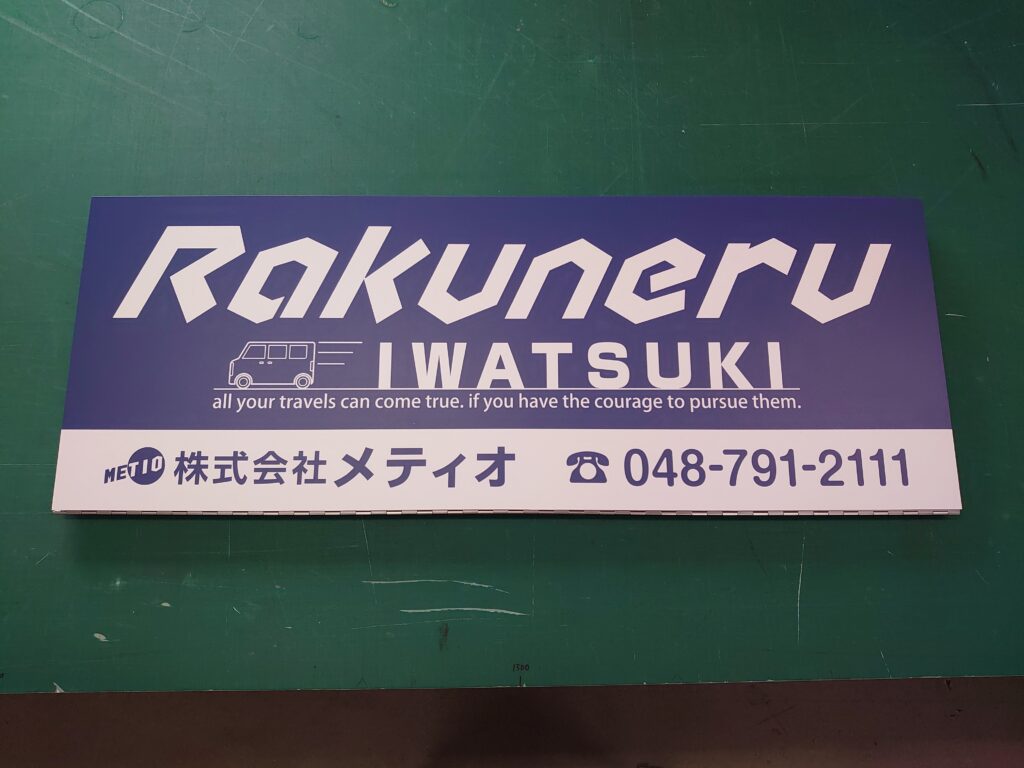 Rakuneru
IWATSUKI
all your travels can come true. if you have the courage to pursue them.
METIO 株式会社メティオ ☎ 048-791-2111
1300